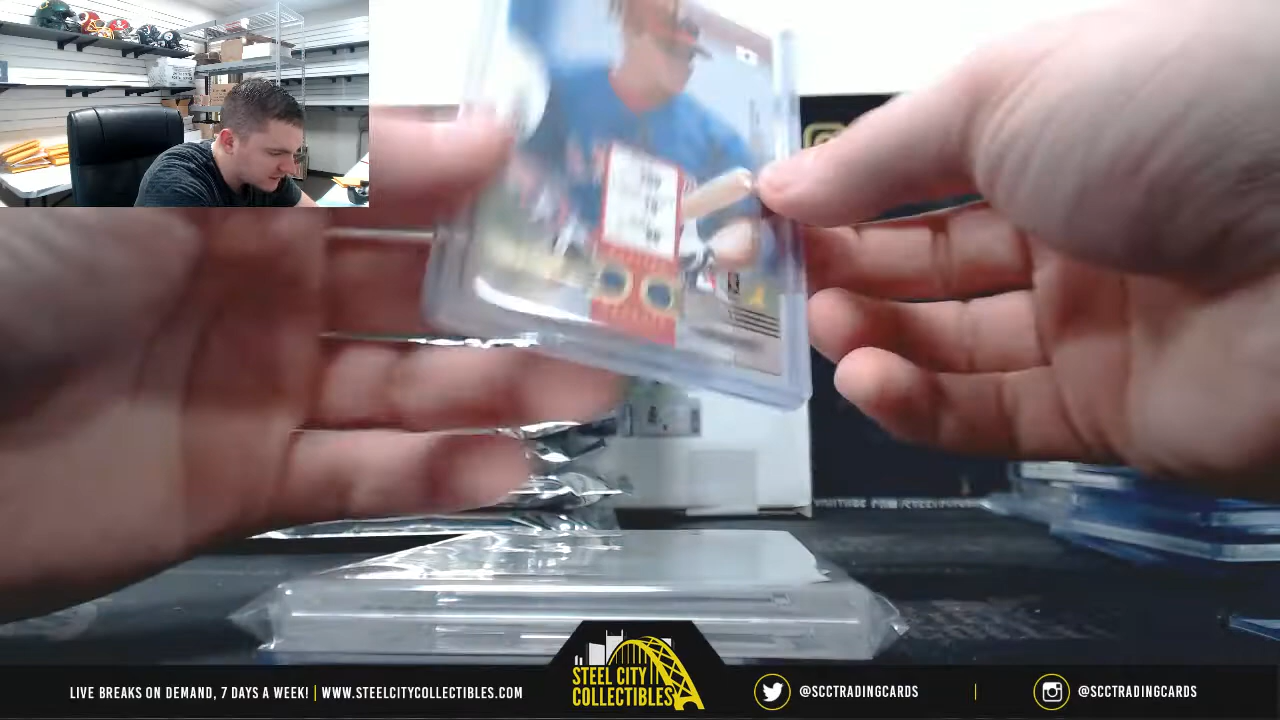 LIVE BREAKS ON DEMAND, 7 DAYS A WEEK! | WWW.STEELCITYCOLLECTIBLES.COM
STEEL CITY
COLLECTIBLES
@SCCTRADINGCARDS | @SCCTRADINGCARDS